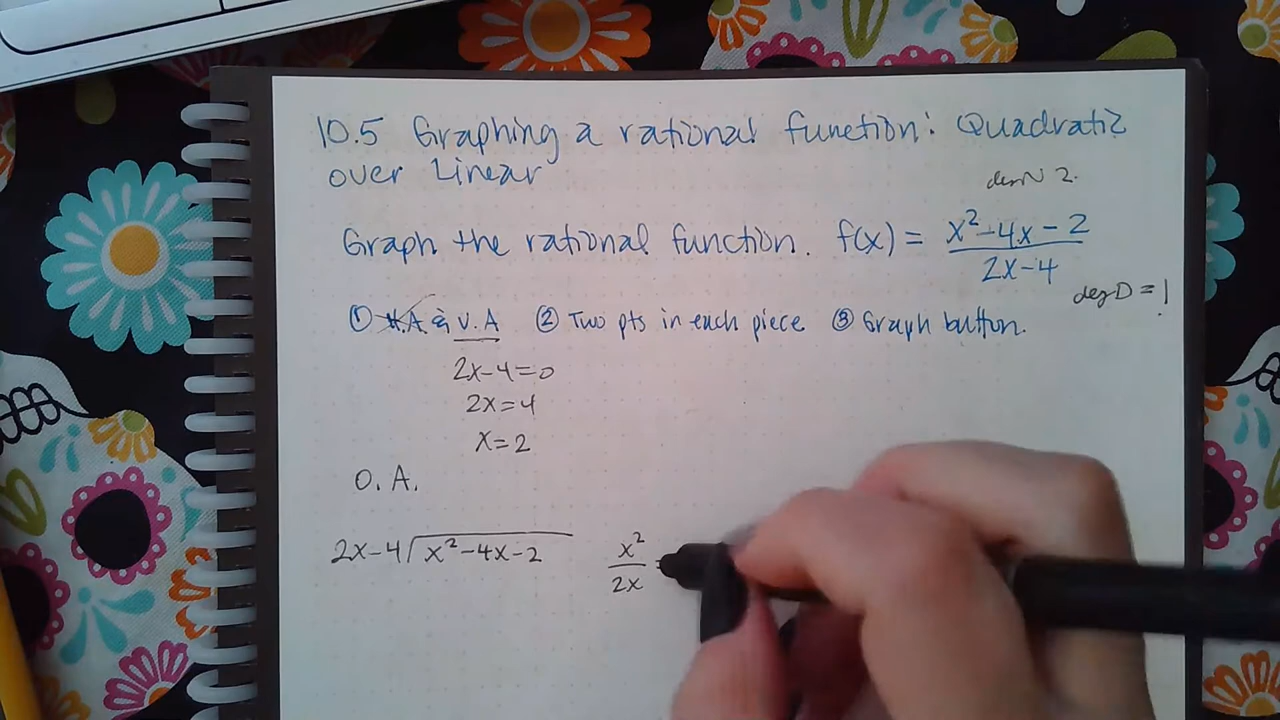 10.5 Graphing a rational function: Quadratic
over Linear
deg N 2.
Graph the rational function. f(x) = x²-4x-2 / 2x-4
deg D = 1
① H.A & V.A ② Two pts in each piece ③ Graph button.
2x-4=0
2x=4
x=2
O.A.
2x-4 x²-4x-2 x²/2x =